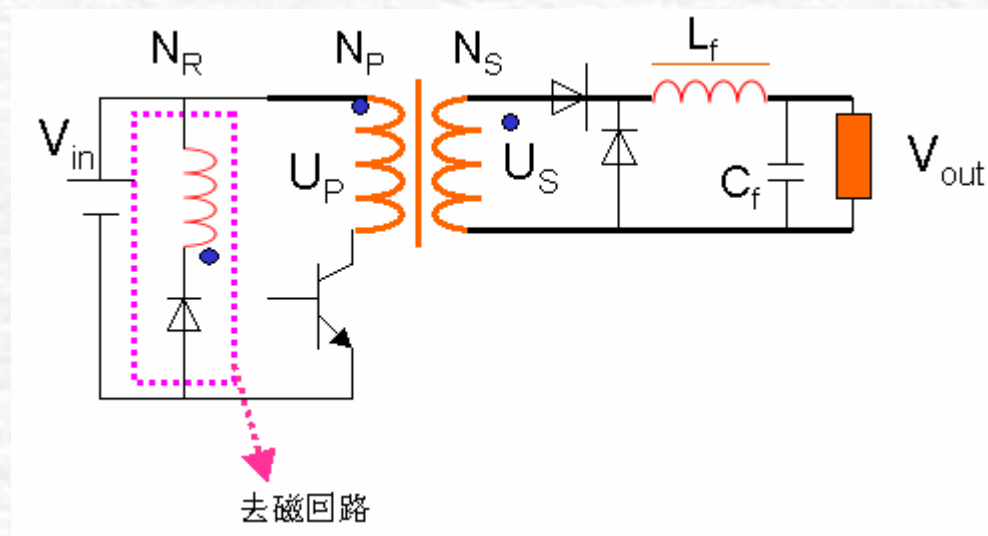 N_R
N_P
N_S
L_f
V_in
U_P
U_S
C_f
V_out
去磁回路